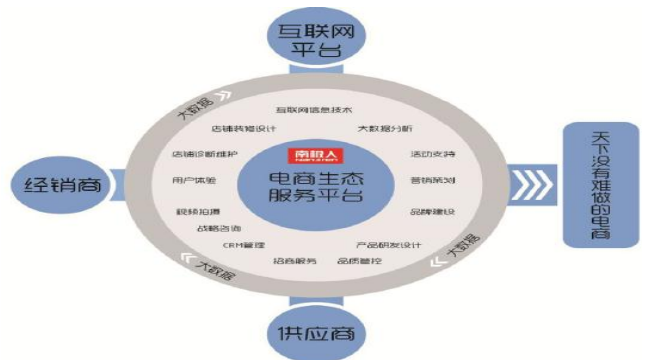 互联网
平台
大数据
互联网信息技术
店铺装修设计
大数据分析
店铺诊断维护
南极人
活动支持
经销商
用户体验
电商生态
服务平台
营销策划
天下没有难做的电商
视频拍摄
品牌建设
战略咨询
CRM管理
产品研发设计
大数据
大数据
招商服务
品质管控
供应商